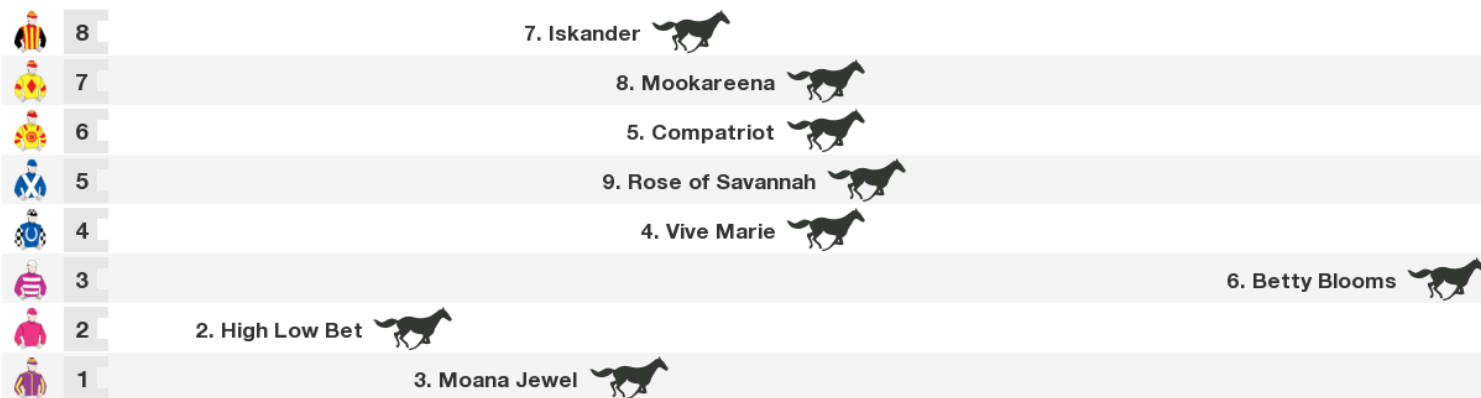 8 7. Iskander
7 8. Mookareena
6 5. Compatriot
5 9. Rose of Savannah
4 4. Vive Marie
3 6. Betty Blooms
2 2. High Low Bet
1 3. Moana Jewel